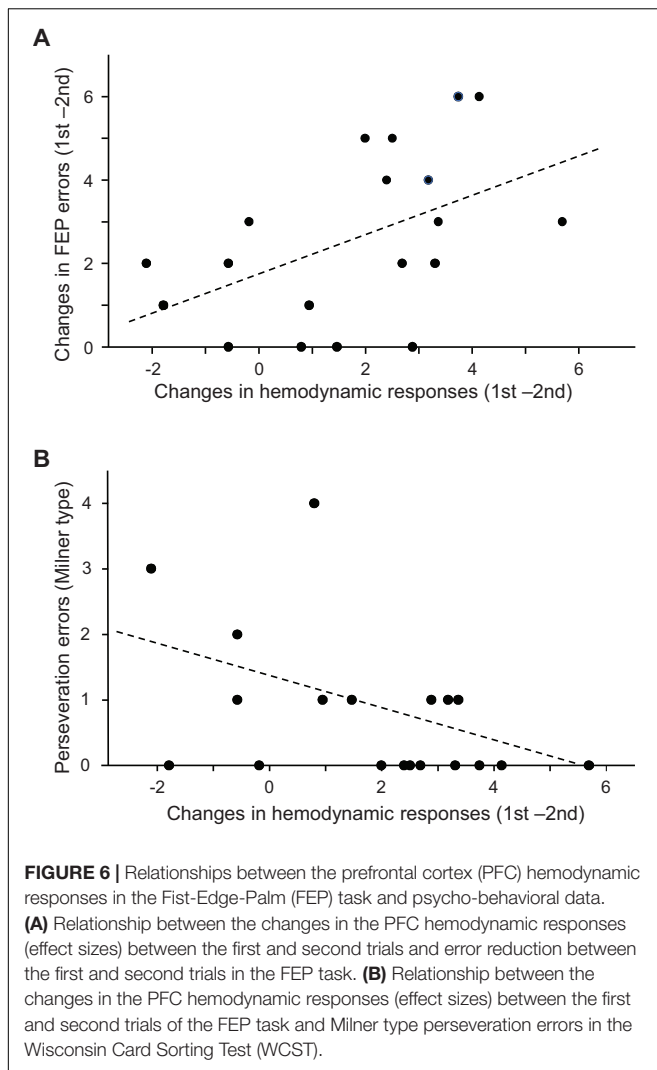 A
Changes in FEP errors (1st –2nd)
6
4
2
0
-2 0 2 4 6
Changes in hemodynamic responses (1st –2nd)
B
Perseveration errors (Milner type)
4
3
2
1
0
-2 0 2 4 6
Changes in hemodynamic responses (1st –2nd)
FIGURE 6 | Relationships between the prefrontal cortex (PFC) hemodynamic
responses in the Fist-Edge-Palm (FEP) task and psycho-behavioral data.
(A) Relationship between the changes in the PFC hemodynamic responses
(effect sizes) between the first and second trials and error reduction between
the first and second trials in the FEP task. (B) Relationship between the
changes in the PFC hemodynamic responses (effect sizes) between the first
and second trials of the FEP task and Milner type perseveration errors in the
Wisconsin Card Sorting Test (WCST).